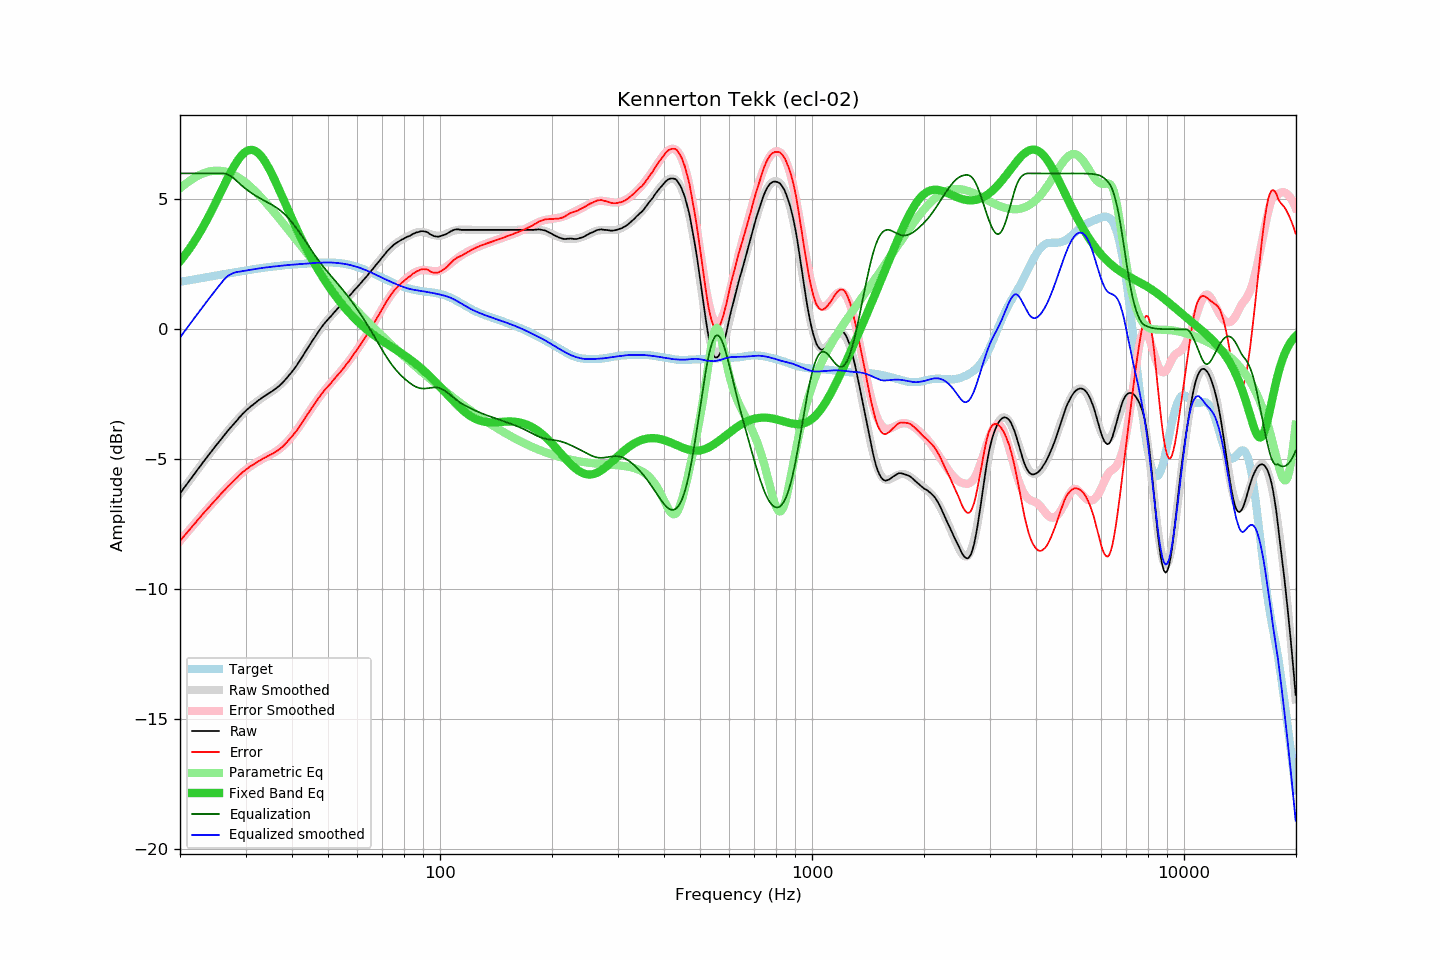 Kennerton Tekk (ecl-02)
5
0
−5
−10
−15
−20
Amplitude (dBr)
Target
Raw Smoothed
Error Smoothed
Raw
Error
Parametric Eq
Fixed Band Eq
Equalization
Equalized smoothed
100
1000
10000
Frequency (Hz)